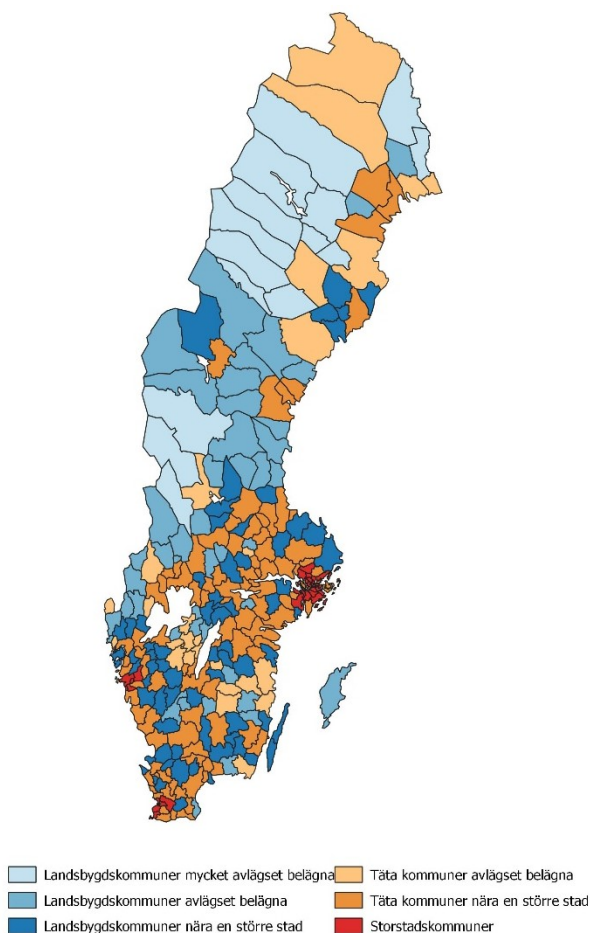 Landsbygdskommuner mycket avlägset belägna
Landsbygdskommuner avlägset belägna
Landsbygdskommuner nära en större stad
Täta kommuner avlägset belägna
Täta kommuner nära en större stad
Storstadskommuner